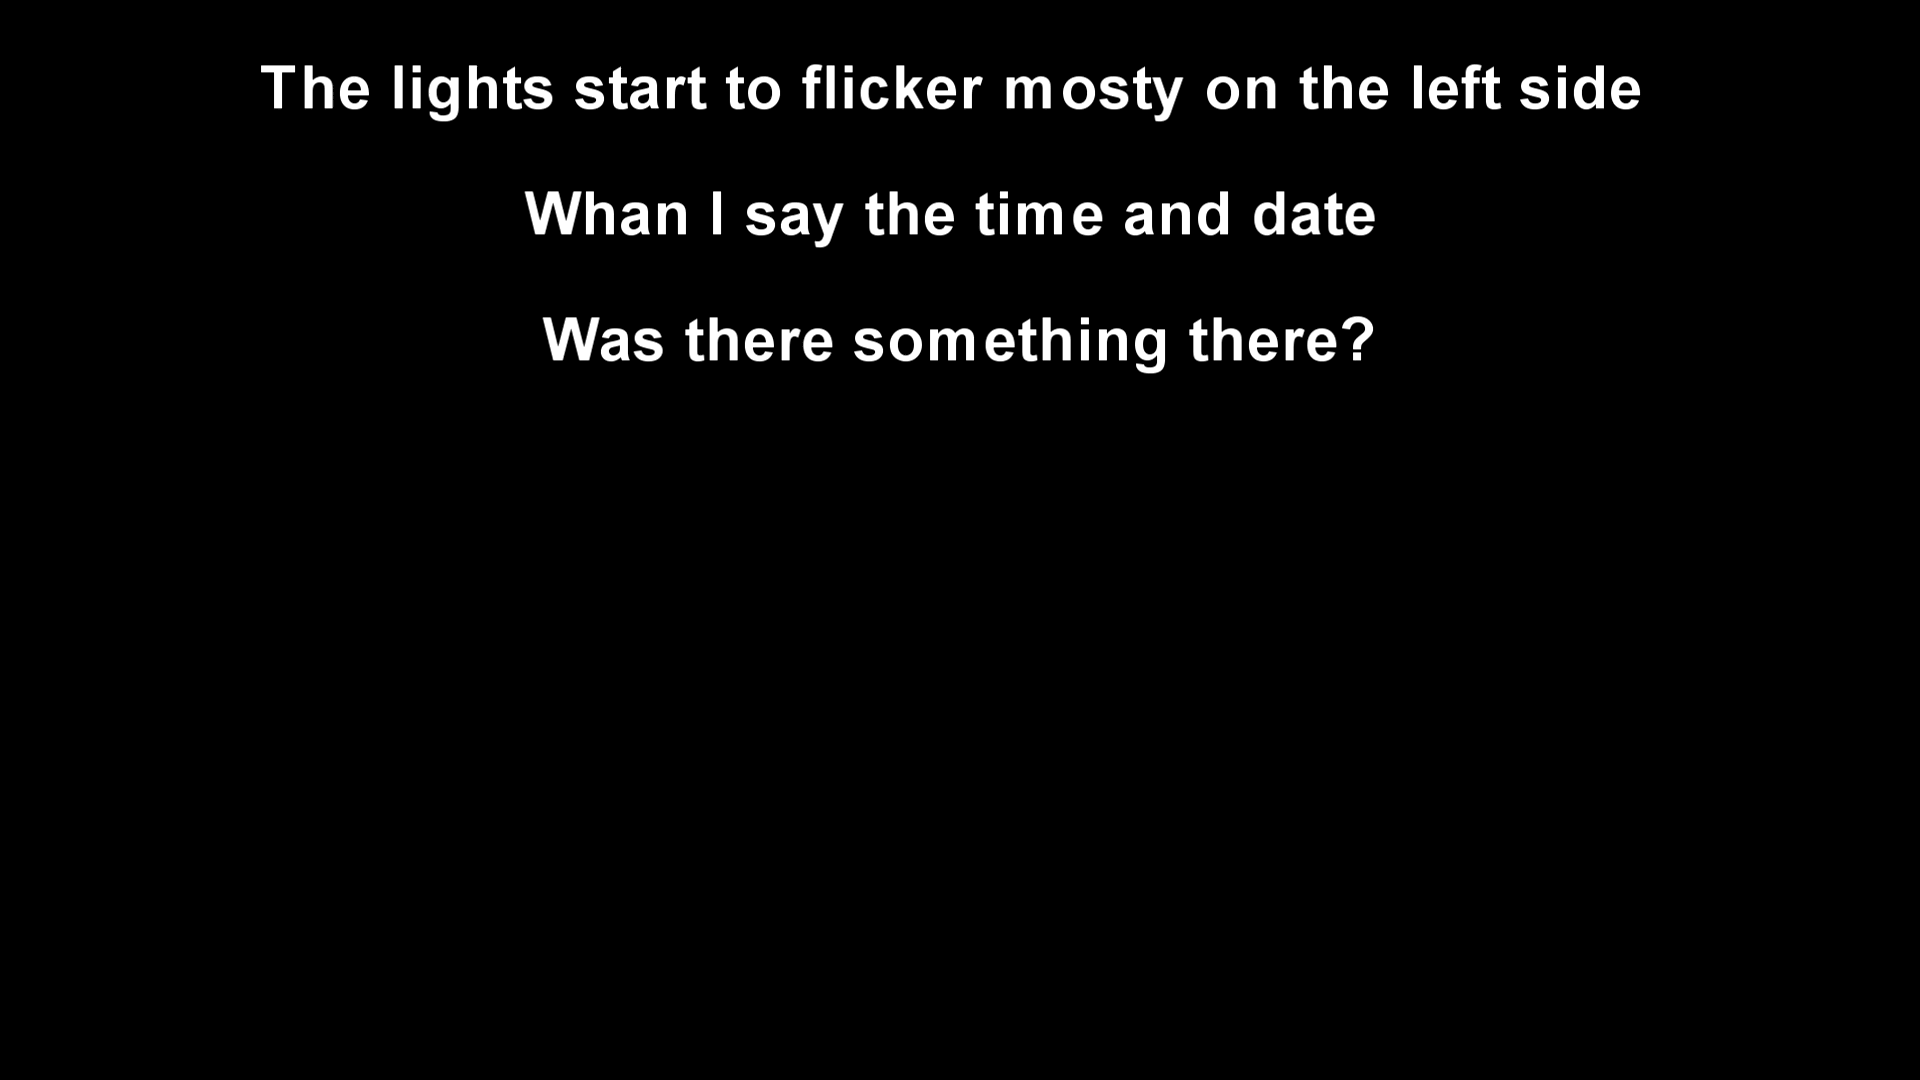 The lights start to flicker mosty on the left side
Whan I say the time and date
Was there something there?